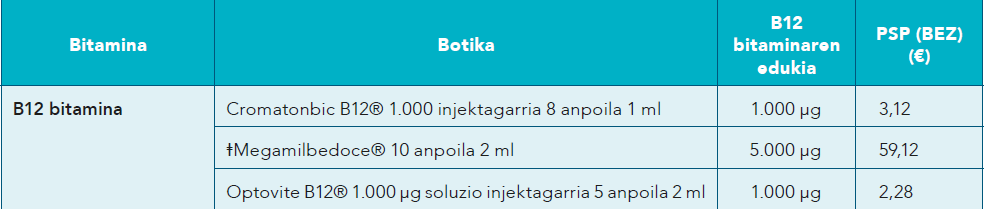 Bitamina Botika B12 bitaminaren edukia PSP (BEZ) (€)
B12 bitamina Cromatonbic B12® 1.000 injektagarria 8 anpoila 1 ml 1.000 µg 3,12
ǂMegamilbedoce® 10 anpoila 2 ml 5.000 µg 59,12
Optovite B12® 1.000 µg soluzio injektagarria 5 anpoila 2 ml 1.000 µg 2,28